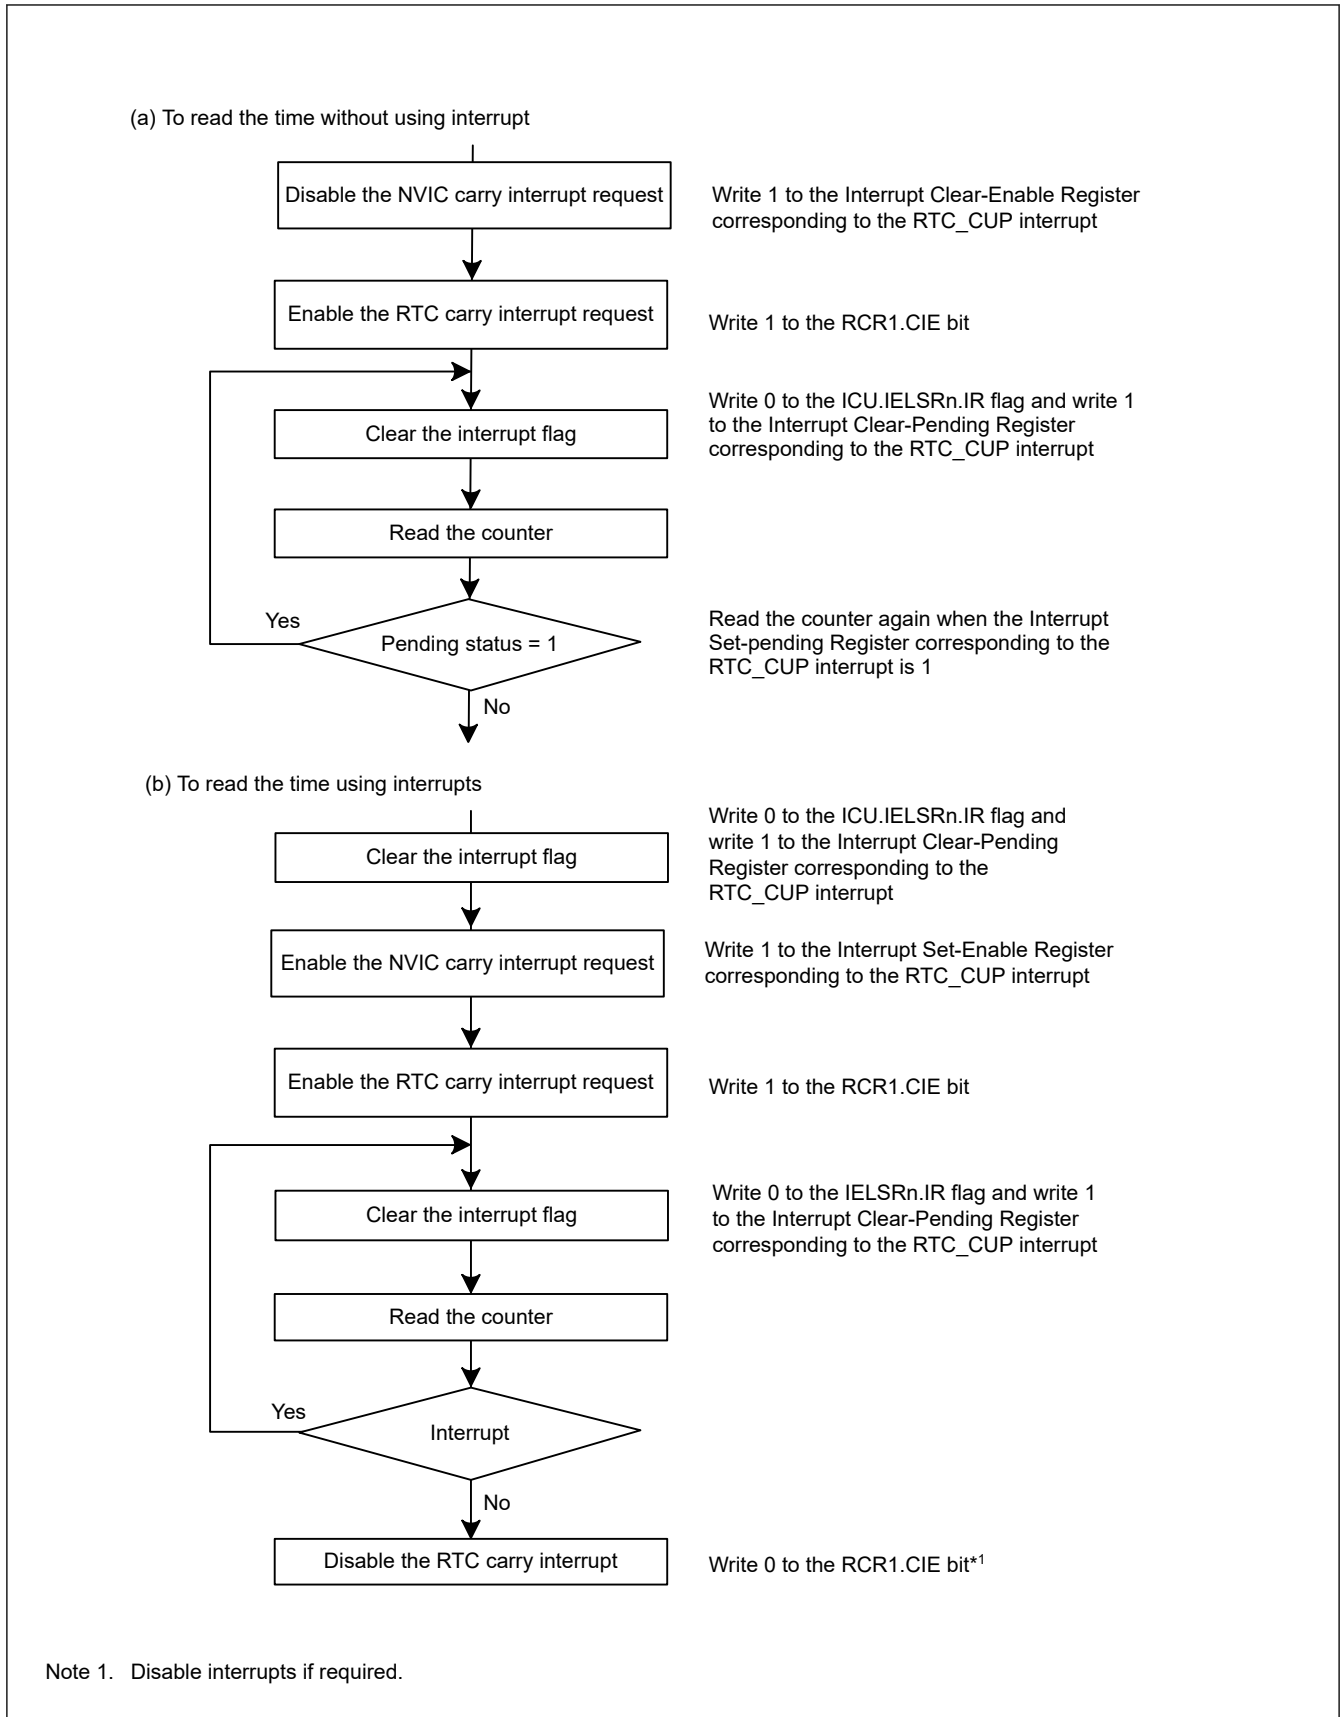 (a) To read the time without using interrupt
Disable the NVIC carry interrupt request
Write 1 to the Interrupt Clear-Enable Register
corresponding to the RTC_CUP interrupt
Enable the RTC carry interrupt request
Write 1 to the RCR1.CIE bit
Clear the interrupt flag
Write 0 to the ICU.IELSRn.IR flag and write 1
to the Interrupt Clear-Pending Register
corresponding to the RTC_CUP interrupt
Read the counter
Yes
Pending status = 1
Read the counter again when the Interrupt
Set-pending Register corresponding to the
RTC_CUP interrupt is 1
No
(b) To read the time using interrupts
Clear the interrupt flag
Write 0 to the ICU.IELSRn.IR flag and
write 1 to the Interrupt Clear-Pending
Register corresponding to the
RTC_CUP interrupt
Enable the NVIC carry interrupt request
Write 1 to the Interrupt Set-Enable Register
corresponding to the RTC_CUP interrupt
Enable the RTC carry interrupt request
Write 1 to the RCR1.CIE bit
Clear the interrupt flag
Write 0 to the IELSRn.IR flag and write 1
to the Interrupt Clear-Pending Register
corresponding to the RTC_CUP interrupt
Read the counter
Yes
Interrupt
No
Disable the RTC carry interrupt
Write 0 to the RCR1.CIE bit*1
Note 1. Disable interrupts if required.